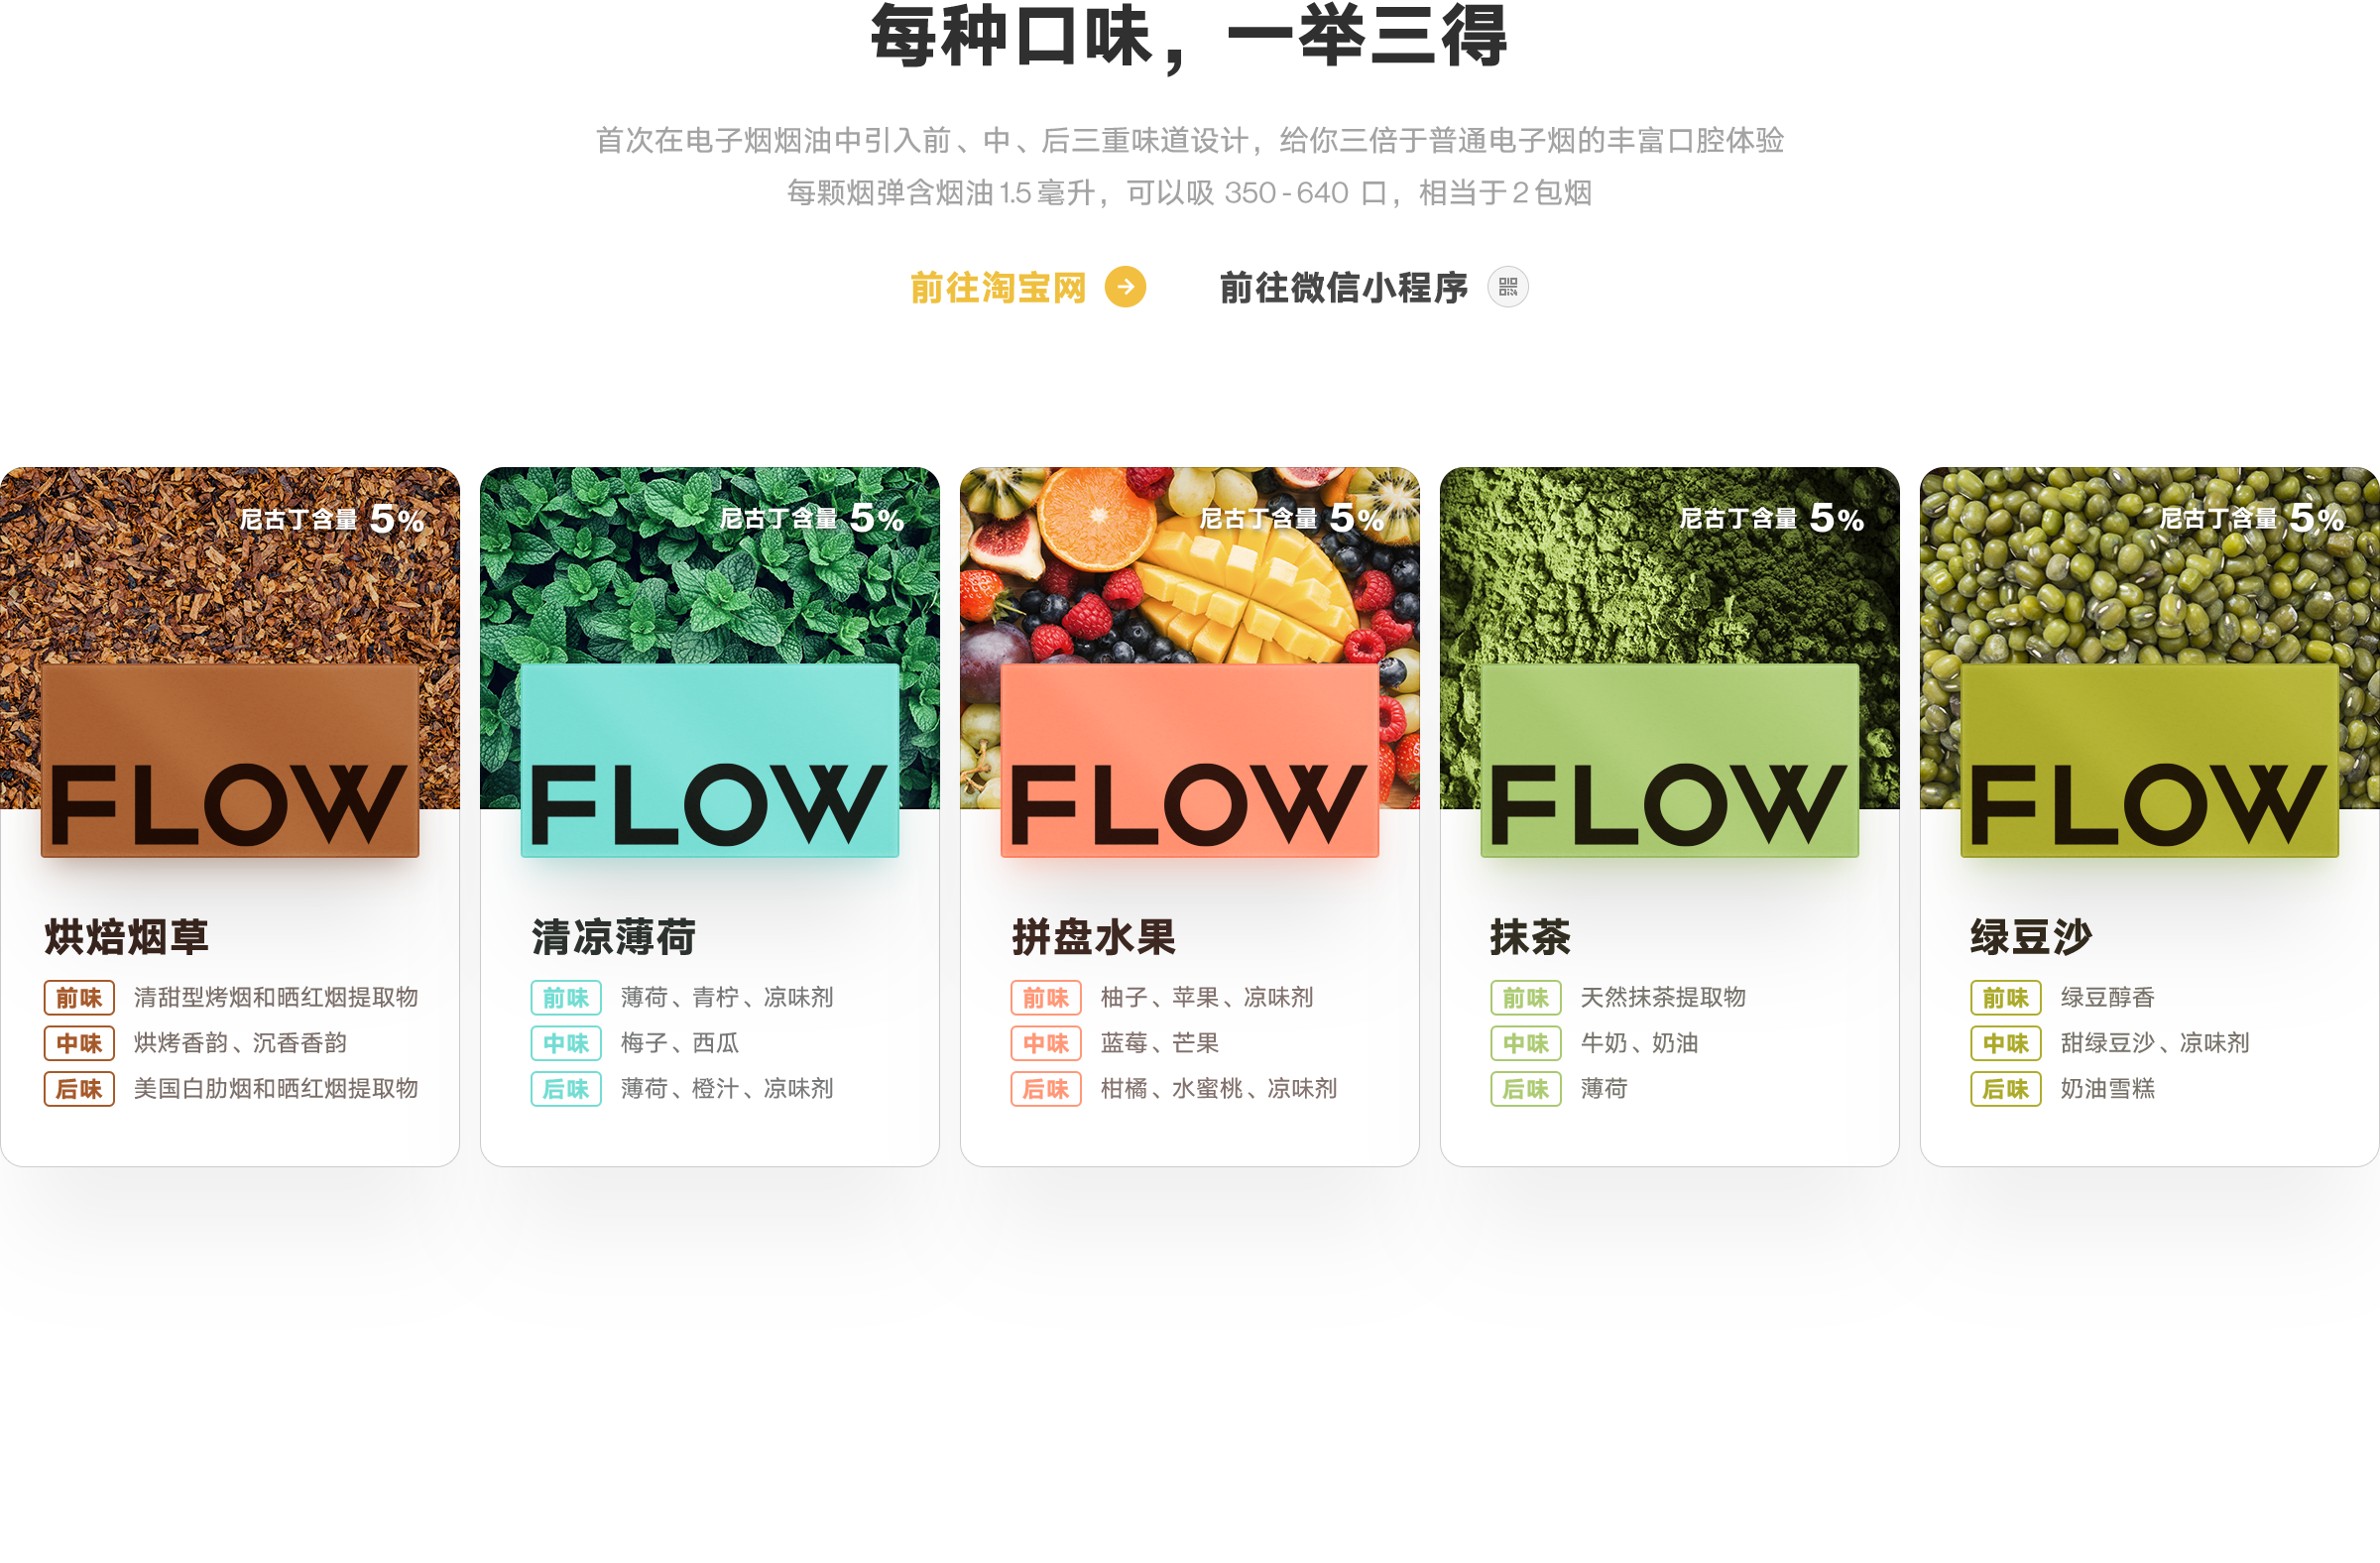 每种口味，一举三得
首次在电子烟烟油中引入前、中、后三重味道设计，给你三倍于普通电子烟的丰富口腔体验
每颗烟弹含烟油1.5毫升，可以吸 350-640 口，相当于2包烟
前往淘宝网
前往微信小程序
尼古丁含量 5%
FLOW
烘焙烟草
前味 清甜型烤烟和晒红烟提取物
中味 烘烤香韵、沉香香韵
后味 美国白肋烟和晒红烟提取物
尼古丁含量 5%
FLOW
清凉薄荷
前味 薄荷、青柠、凉味剂
中味 梅子、西瓜
后味 薄荷、橙汁、凉味剂
尼古丁含量 5%
FLOW
拼盘水果
前味 柚子、苹果、凉味剂
中味 蓝莓、芒果
后味 柑橘、水蜜桃、凉味剂
尼古丁含量 5%
FLOW
抹茶
前味 天然抹茶提取物
中味 牛奶、奶油
后味 薄荷
尼古丁含量 5%
FLOW
绿豆沙
前味 绿豆醇香
中味 甜绿豆沙、凉味剂
后味 奶油雪糕